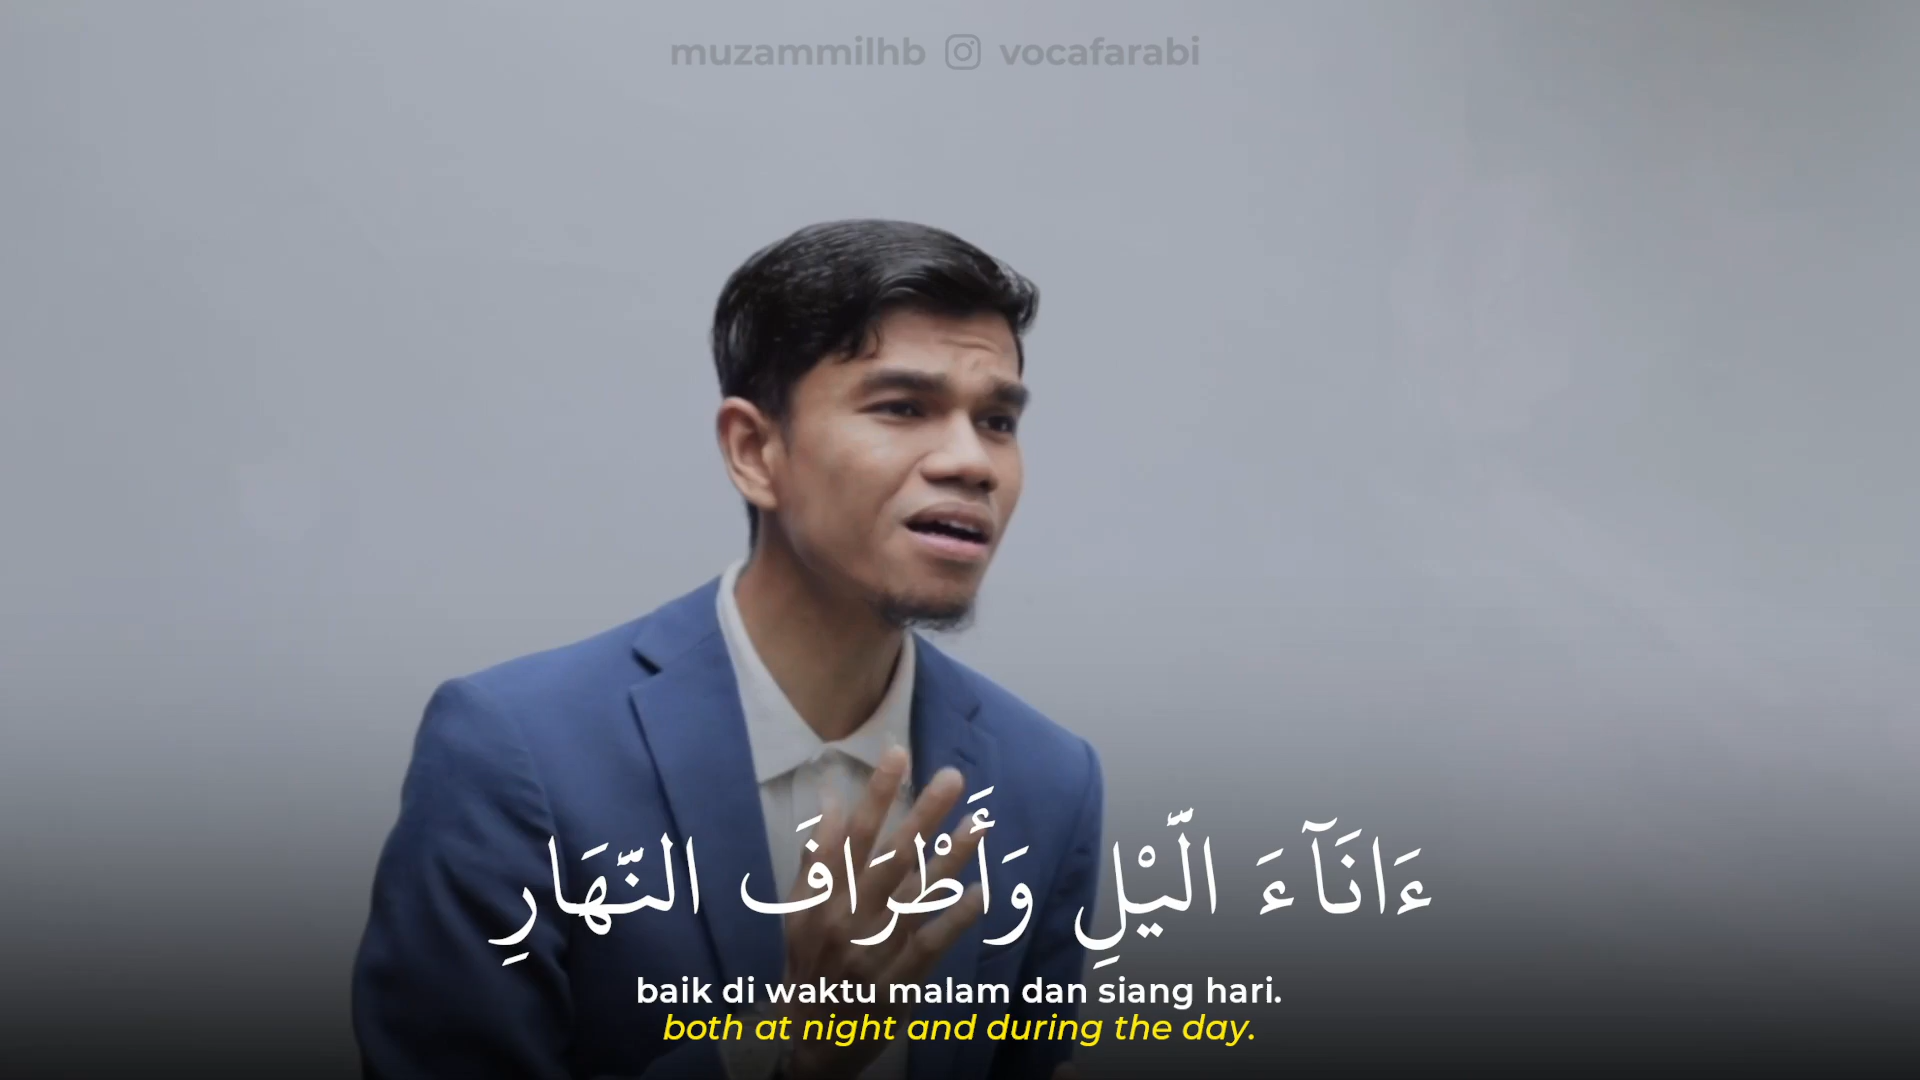 muzammilhb vocafarabi
ءَانَآءَ الَّيْلِ وَأَطْرَافَ النَّهَارِ
baik di waktu malam dan siang hari.
both at night and during the day.